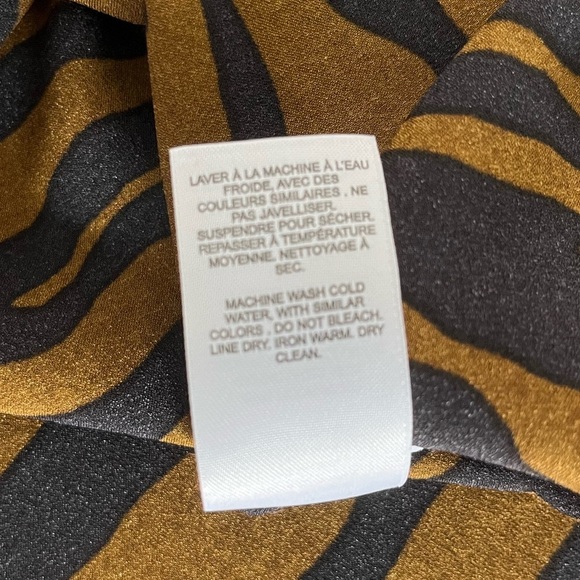 LAVER À LA MACHINE À L'EAU
FROIDE, AVEC DES
COULEURS SIMILAIRES . NE
PAS JAVELLISER.
SUSPENDRE POUR SÉCHER.
REPASSER À TEMPÉRATURE
MOYENNE. NETTOYAGE À
SEC.
MACHINE WASH COLD
WATER, WITH SIMILAR
COLORS . DO NOT BLEACH.
LINE DRY. IRON WARM. DRY
CLEAN.